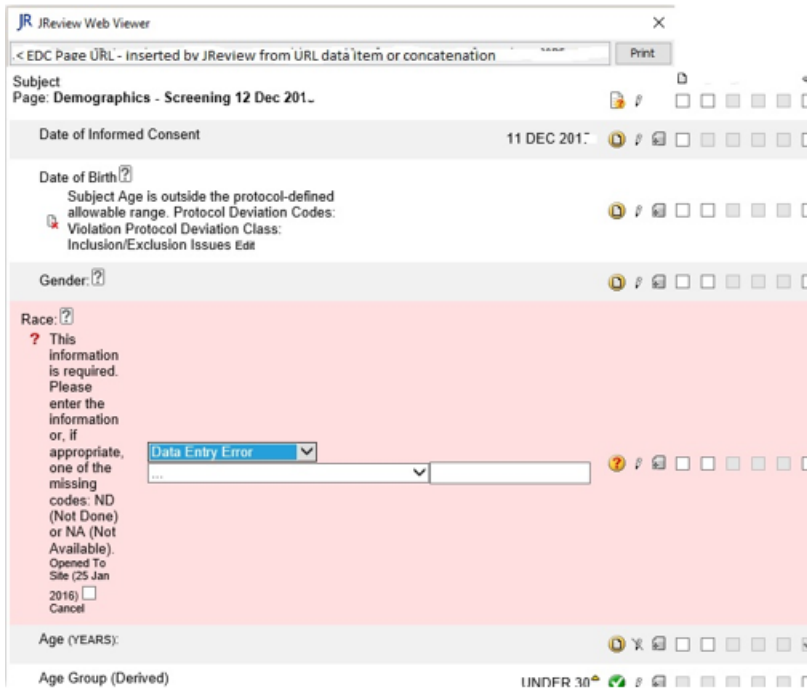 JR JReview Web Viewer
< EDC Page URL - Inserted by JReview from URL data item or concatenation
Print
Subject
Page: Demographics - Screening 12 Dec 201
Date of Informed Consent
11 DEC 201
Date of Birth ?
Subject Age is outside the protocol-defined
allowable range. Protocol Deviation Codes:
Violation Protocol Deviation Class:
Inclusion/Exclusion Issues Edit
Gender: ?
Race: ?
? This
information
is required.
Please
enter the
information
or, if
appropriate,
one of the
missing
codes: ND
(Not Done)
or NA (Not
Available).
Opened To
Site (25 Jan
2016)
Cancel
Data Entry Error
...
Age (YEARS):
Age Group (Derived)
UNDER 30